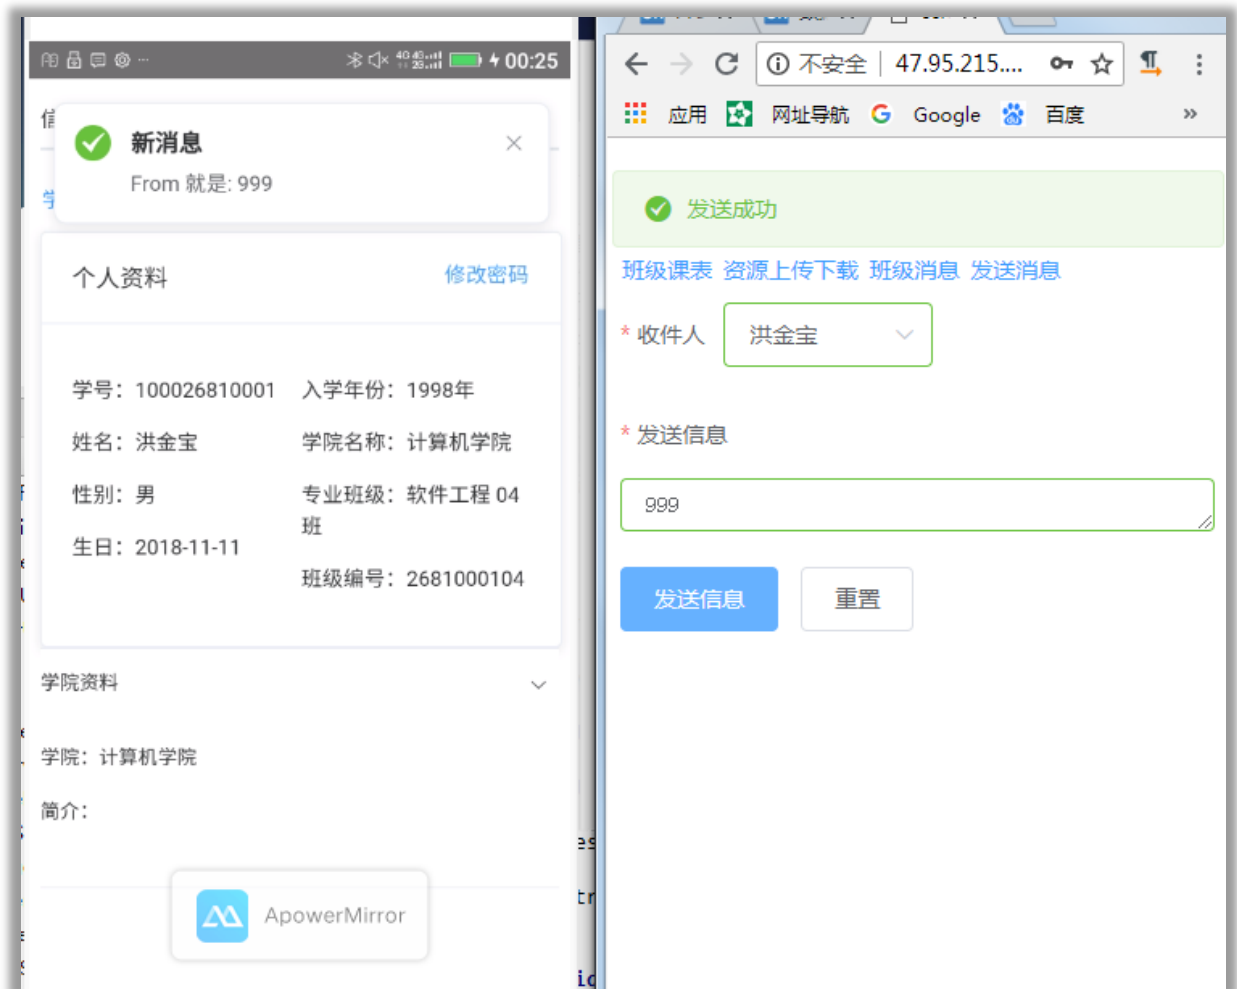 00:25
新消息
From 就是: 999
个人资料
修改密码
学号：100026810001
入学年份：1998年
姓名：洪金宝
学院名称：计算机学院
性别：男
专业班级：软件工程 04
班
生日：2018-11-11
班级编号：2681000104
学院资料
学院：计算机学院
简介：
ApowerMirror
不安全 | 47.95.215....
应用 网址导航 Google 百度 »
发送成功
班级课表 资源上传下载 班级消息 发送消息
* 收件人 洪金宝
* 发送信息
999
发送信息 重置